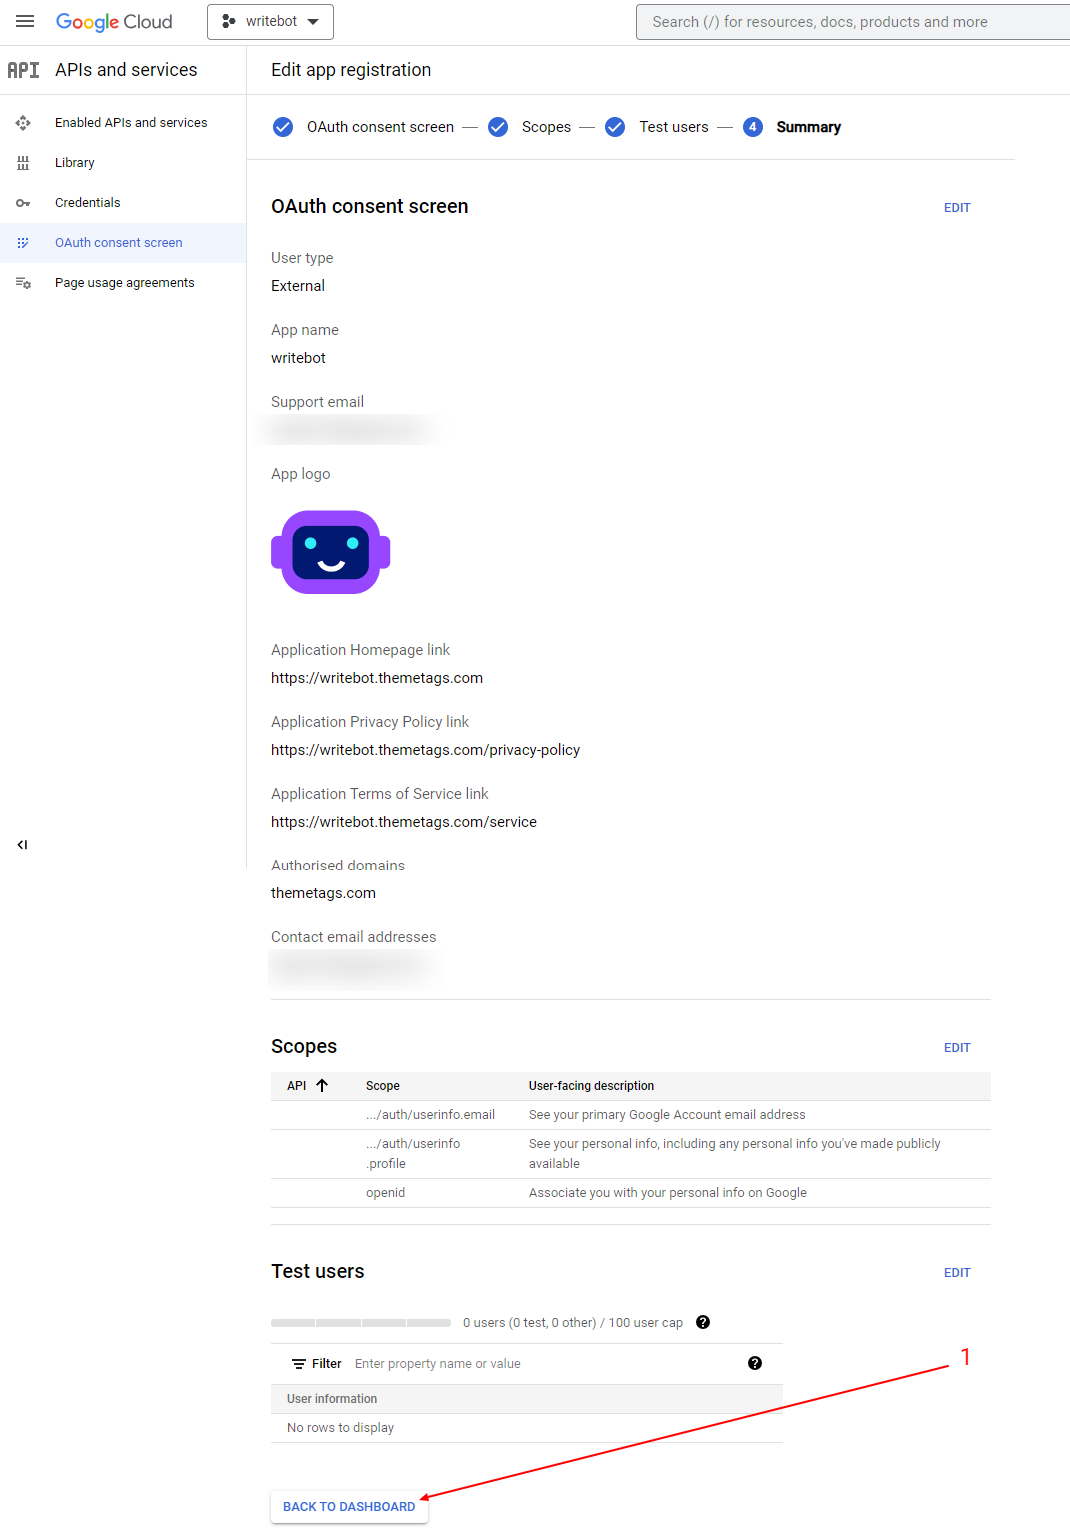 Google Cloud
writebot
Search (/) for resources, docs, products and more
API
APIs and services
Edit app registration
Enabled APIs and services
Library
Credentials
OAuth consent screen
Page usage agreements
OAuth consent screen
Scopes
Test users
4
Summary
OAuth consent screen
EDIT
User type
External
App name
writebot
Support email
App logo
Application Homepage link
https://writebot.themetags.com
Application Privacy Policy link
https://writebot.themetags.com/privacy-policy
Application Terms of Service link
https://writebot.themetags.com/service
Authorised domains
themetags.com
Contact email addresses
Scopes
EDIT
API
Scope
User-facing description
.../auth/userinfo.email
See your primary Google Account email address
.../auth/userinfo
.profile
See your personal info, including any personal info you've made publicly
available
openid
Associate you with your personal info on Google
Test users
EDIT
0 users (0 test, 0 other) / 100 user cap
?
Filter
Enter property name or value
?
1
User information
No rows to display
BACK TO DASHBOARD